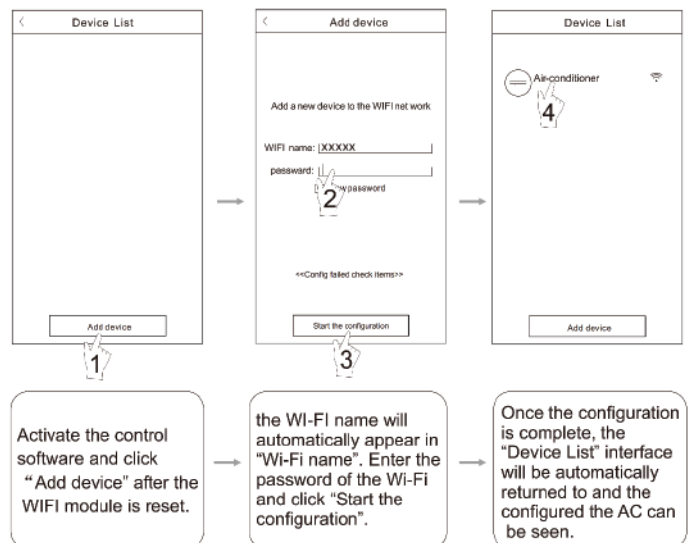 <
Device List
Add device
1
<
Add device
Add a new device to the WIFI net work
WIFI name: XXXXX
passward:
password
2
<<Config failed check items>>
Start the configuration
3
Device List
Air-conditioner
4
Add device
Activate the control
software and click
“Add device” after the
WIFI module is reset.
the WI-FI name will
automatically appear in
“Wi-Fi name”. Enter the
password of the Wi-Fi
and click “Start the
configuration”.
Once the configuration
is complete, the
“Device List” interface
will be automatically
returned to and the
configured the AC can
be seen.